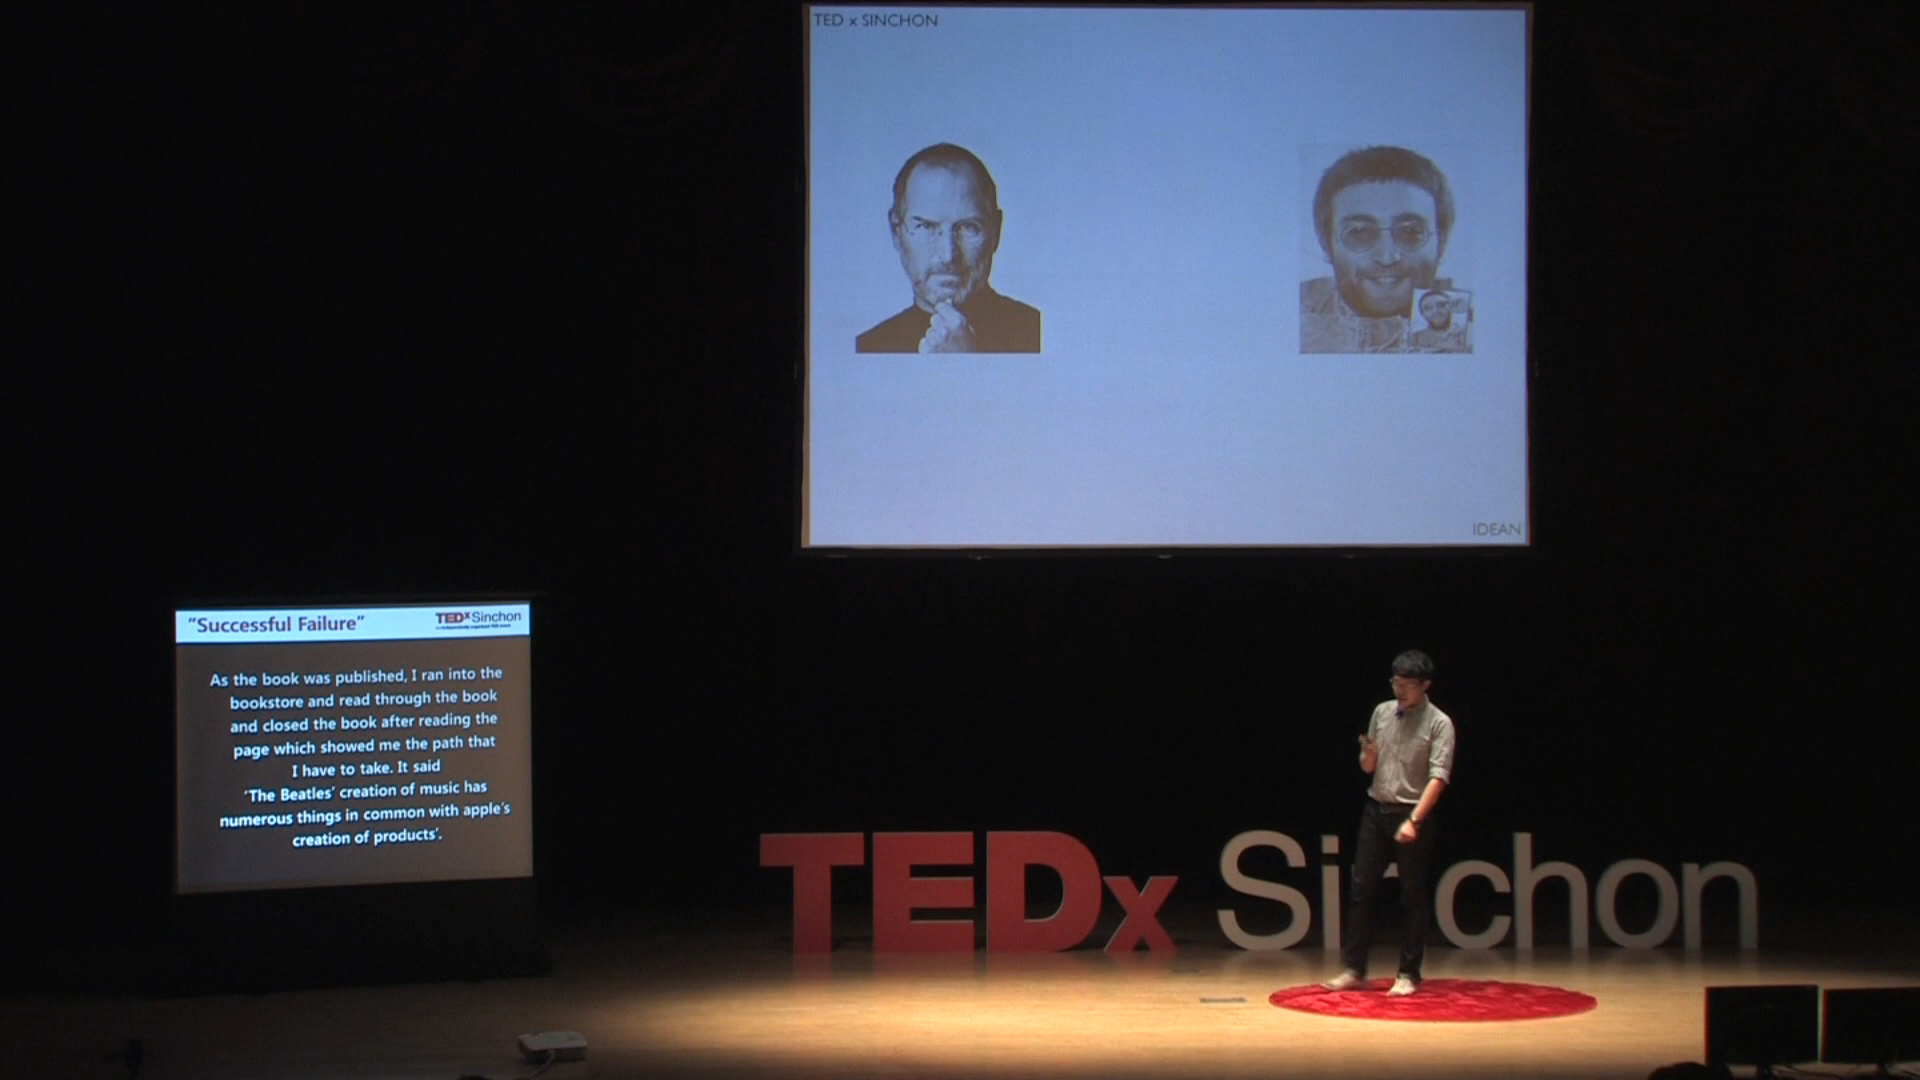 TED x SINCHON
IDEAN
"Successful Failure"
TEDxSinchon
As the book was published, I ran into the
bookstore and read through the book
and closed the book after reading the
page which showed me the path that
I have to take. It said
'The Beatles' creation of music has
numerous things in common with apple's
creation of products'.
TEDx Sinchon